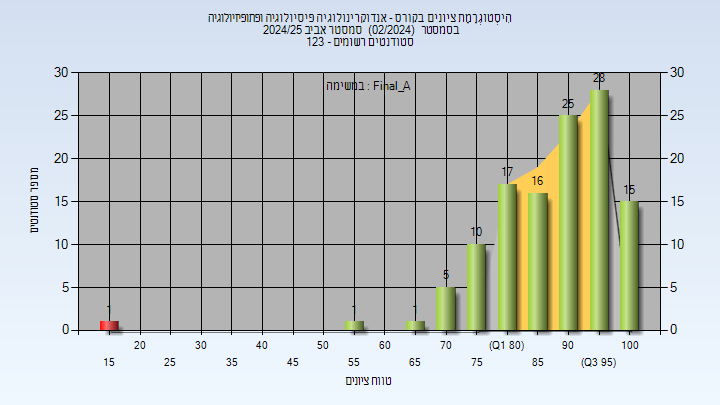 הִיסְטוֹגְרָמַת ציונים בקורס - אנדוקרינולוגיה פיסיולוגיה ופתופיזיולוגיה
בסמסטר (02/2024) סמסטר אביב 2024/25
סטודנטים רשומים - 123
במשימה : Final_A
מספר סטודנטים
30 30
25 25
20 20
15 15
10 10
5 5
0 0
1 1 1 5 10 17 16 25 28 15
20 30 40 50 60 70 (Q1 80) 90 100
15 25 35 45 55 65 75 85 (Q3 95)
טווח ציונים